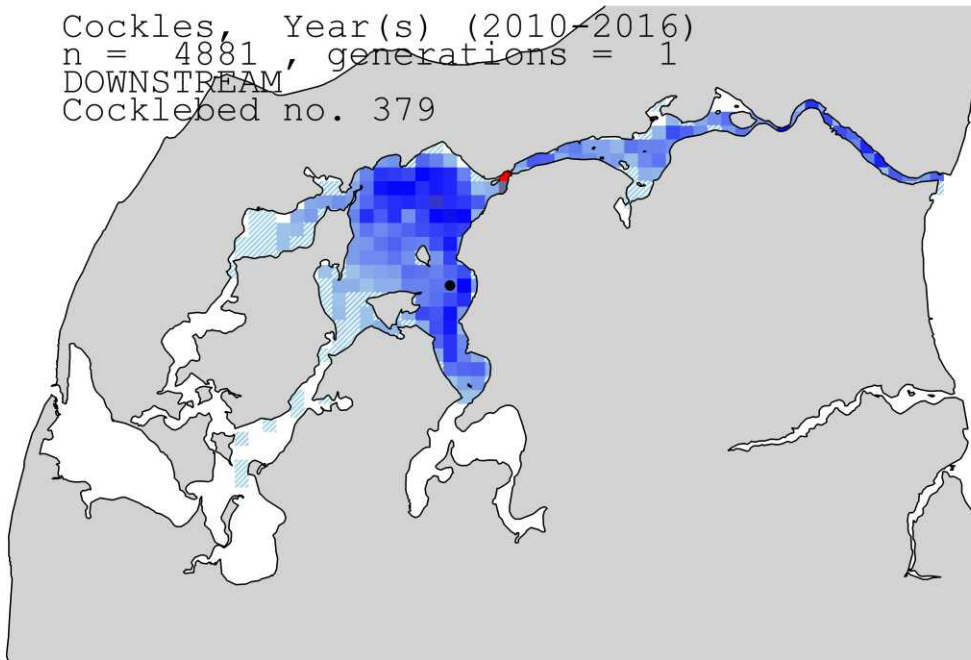 Cockles, Year(s) (2010-2016)
n = 4881 , generations = 1
DOWNSTREAM
Cocklebed no. 379